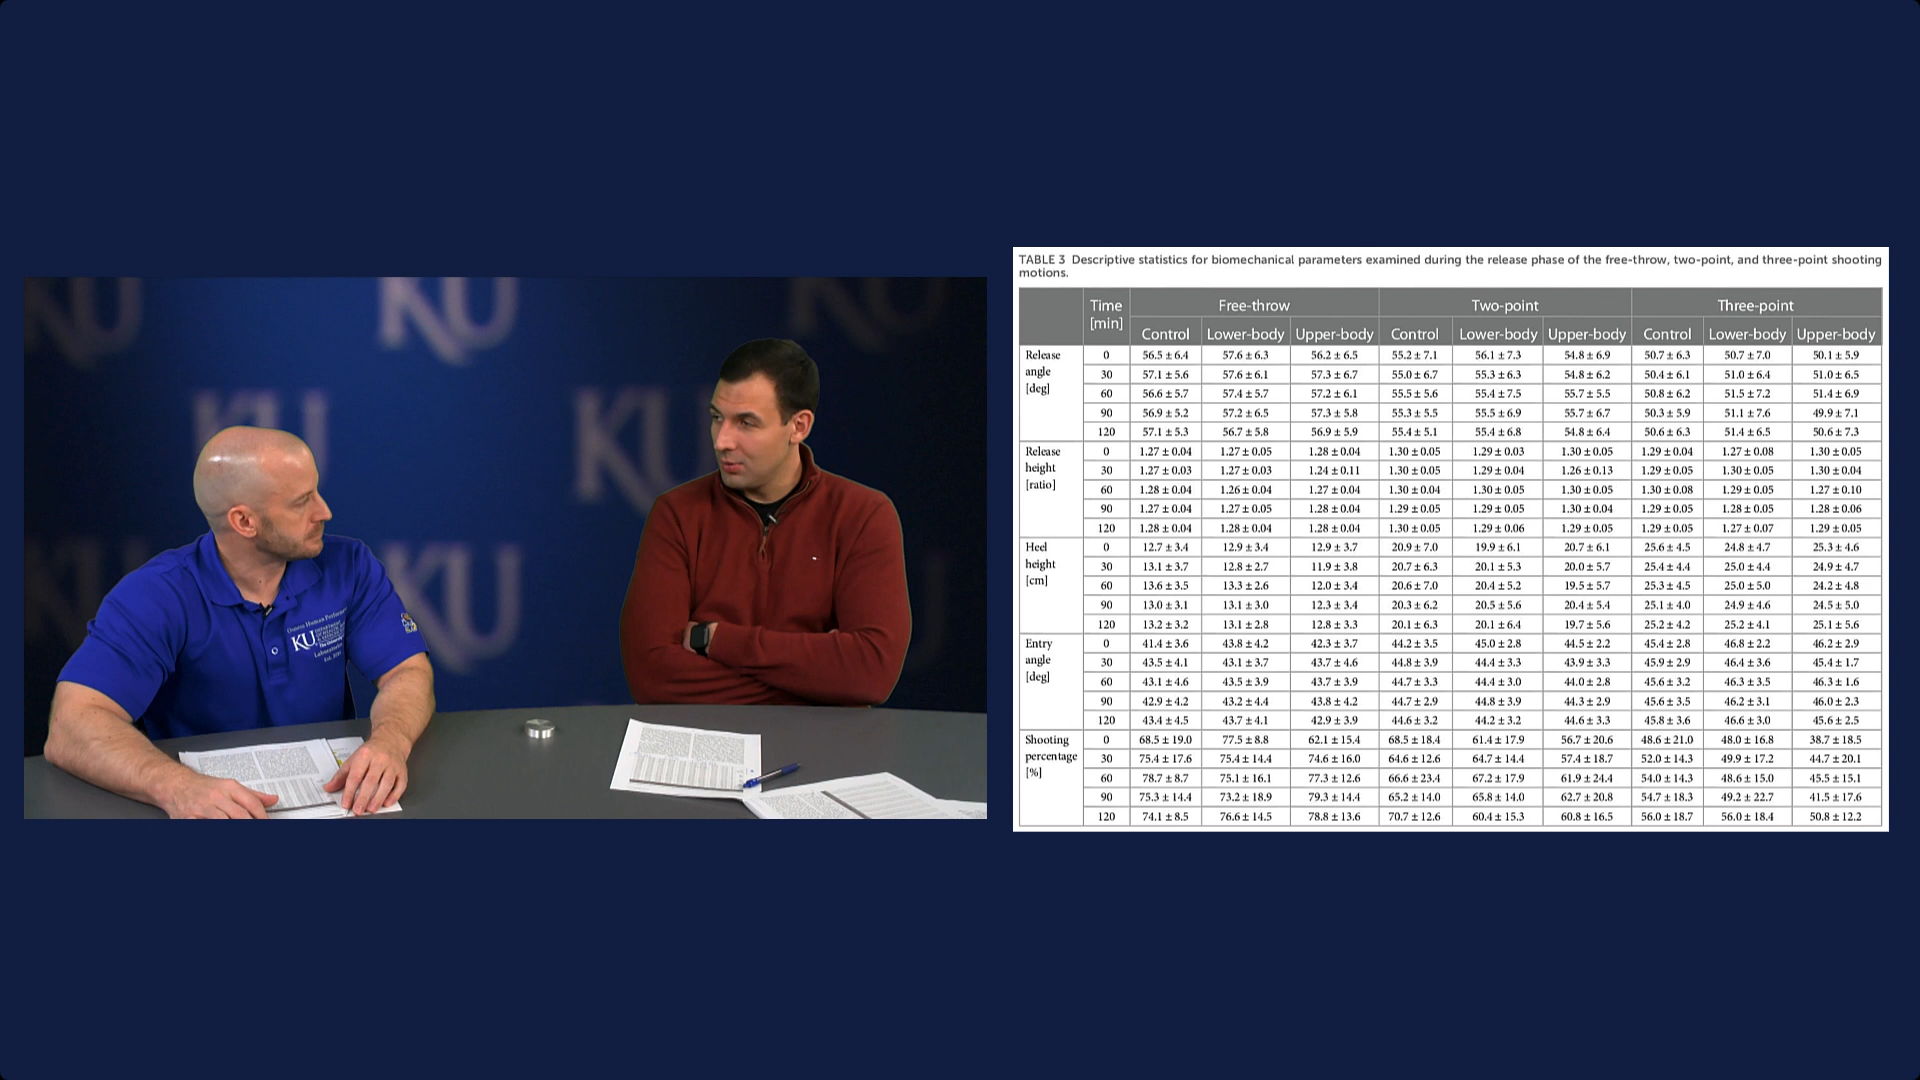 KU
KU
KU
KU
KU
KU
KU
TABLE 3 Descriptive statistics for biomechanical parameters examined during the release phase of the free-throw, two-point, and three-point shooting
motions.
Time [min] Free-throw Two-point Three-point
Control Lower-body Upper-body Control Lower-body Upper-body Control Lower-body Upper-body
Release angle [deg] 0 56.5 ± 6.4 57.6 ± 6.3 56.2 ± 6.5 55.2 ± 7.1 56.1 ± 7.3 54.8 ± 6.9 50.7 ± 6.3 50.7 ± 7.0 50.1 ± 5.9
30 57.1 ± 5.6 57.6 ± 6.1 57.3 ± 6.7 55.0 ± 6.7 55.3 ± 6.3 54.8 ± 6.2 50.4 ± 6.1 51.0 ± 6.4 51.0 ± 6.5
60 56.6 ± 5.7 57.4 ± 5.7 57.2 ± 6.1 55.5 ± 5.6 55.4 ± 7.5 55.7 ± 5.5 50.8 ± 6.2 51.5 ± 7.2 51.4 ± 6.9
90 56.9 ± 5.2 57.2 ± 6.5 57.3 ± 5.8 55.3 ± 5.5 55.5 ± 6.9 55.7 ± 6.7 50.3 ± 5.9 51.1 ± 7.6 49.9 ± 7.1
120 57.1 ± 5.3 56.7 ± 5.8 56.9 ± 5.9 55.4 ± 5.1 55.4 ± 6.8 54.8 ± 6.4 50.6 ± 6.3 51.4 ± 6.5 50.6 ± 7.3
Release height [ratio] 0 1.27 ± 0.04 1.27 ± 0.05 1.28 ± 0.04 1.30 ± 0.05 1.29 ± 0.03 1.30 ± 0.05 1.29 ± 0.04 1.27 ± 0.08 1.30 ± 0.05
30 1.27 ± 0.03 1.27 ± 0.03 1.24 ± 0.11 1.30 ± 0.05 1.29 ± 0.04 1.26 ± 0.13 1.29 ± 0.05 1.30 ± 0.05 1.30 ± 0.04
60 1.28 ± 0.04 1.26 ± 0.04 1.27 ± 0.04 1.30 ± 0.04 1.30 ± 0.05 1.30 ± 0.05 1.30 ± 0.08 1.29 ± 0.05 1.27 ± 0.10
90 1.27 ± 0.04 1.27 ± 0.05 1.28 ± 0.04 1.29 ± 0.05 1.29 ± 0.05 1.30 ± 0.04 1.29 ± 0.05 1.28 ± 0.05 1.28 ± 0.06
120 1.28 ± 0.04 1.28 ± 0.04 1.28 ± 0.04 1.30 ± 0.05 1.29 ± 0.06 1.29 ± 0.05 1.29 ± 0.05 1.27 ± 0.07 1.29 ± 0.05
Heel height [cm] 0 12.7 ± 3.4 12.9 ± 3.4 12.9 ± 3.7 20.9 ± 7.0 19.9 ± 6.1 20.7 ± 6.1 25.6 ± 4.5 24.8 ± 4.7 25.3 ± 4.6
30 13.1 ± 3.7 12.8 ± 2.7 11.9 ± 3.8 20.7 ± 6.3 20.1 ± 5.3 20.0 ± 5.7 25.4 ± 4.4 25.0 ± 4.4 24.9 ± 4.7
60 13.6 ± 3.5 13.3 ± 2.6 12.0 ± 3.4 20.6 ± 7.0 20.4 ± 5.2 19.5 ± 5.7 25.3 ± 4.5 25.0 ± 5.0 24.2 ± 4.8
90 13.0 ± 3.1 13.1 ± 3.0 12.3 ± 3.4 20.3 ± 6.2 20.5 ± 5.6 20.4 ± 5.4 25.1 ± 4.0 24.9 ± 4.6 24.5 ± 5.0
120 13.2 ± 3.2 13.1 ± 2.8 12.8 ± 3.3 20.1 ± 6.3 20.1 ± 6.4 19.7 ± 5.6 25.2 ± 4.2 25.2 ± 4.1 25.1 ± 5.6
Entry angle [deg] 0 41.4 ± 3.6 43.8 ± 4.2 42.3 ± 3.7 44.2 ± 3.5 45.0 ± 2.8 44.5 ± 2.2 45.4 ± 2.8 46.8 ± 2.2 46.2 ± 2.9
30 43.5 ± 4.1 43.1 ± 3.7 43.7 ± 4.6 44.8 ± 3.9 44.4 ± 3.3 43.9 ± 3.3 45.9 ± 2.9 46.4 ± 3.6 45.4 ± 1.7
60 43.1 ± 4.6 43.5 ± 3.9 43.7 ± 3.9 44.7 ± 3.3 44.4 ± 3.0 44.0 ± 2.8 45.6 ± 3.2 46.3 ± 3.5 46.3 ± 1.6
90 42.9 ± 4.2 43.2 ± 4.4 43.8 ± 4.2 44.7 ± 2.9 44.8 ± 3.9 44.3 ± 2.9 45.6 ± 3.5 46.2 ± 3.1 46.0 ± 2.3
120 43.4 ± 4.5 43.7 ± 4.1 42.9 ± 3.9 44.6 ± 3.2 44.2 ± 3.2 44.6 ± 3.3 45.8 ± 3.6 46.6 ± 3.0 45.6 ± 2.5
Shooting percentage [%] 0 68.5 ± 19.0 77.5 ± 8.8 62.1 ± 15.4 68.5 ± 18.4 61.4 ± 17.9 56.7 ± 20.6 48.6 ± 21.0 48.0 ± 16.8 38.7 ± 18.5
30 75.4 ± 17.6 75.4 ± 14.4 74.6 ± 16.0 64.6 ± 12.6 64.7 ± 14.4 57.4 ± 18.7 52.0 ± 14.3 49.9 ± 17.2 44.7 ± 20.1
60 78.7 ± 8.7 75.1 ± 16.1 77.3 ± 12.6 66.6 ± 23.4 67.2 ± 17.9 61.9 ± 24.4 54.0 ± 14.3 48.6 ± 15.0 45.5 ± 15.1
90 75.3 ± 14.4 73.2 ± 18.9 79.3 ± 14.4 65.2 ± 14.0 65.8 ± 14.0 62.7 ± 20.8 54.7 ± 18.3 49.2 ± 22.7 41.5 ± 17.6
120 74.1 ± 8.5 76.6 ± 14.5 78.8 ± 13.6 70.7 ± 12.6 60.4 ± 15.3 60.8 ± 16.5 56.0 ± 18.7 56.0 ± 18.4 50.8 ± 12.2